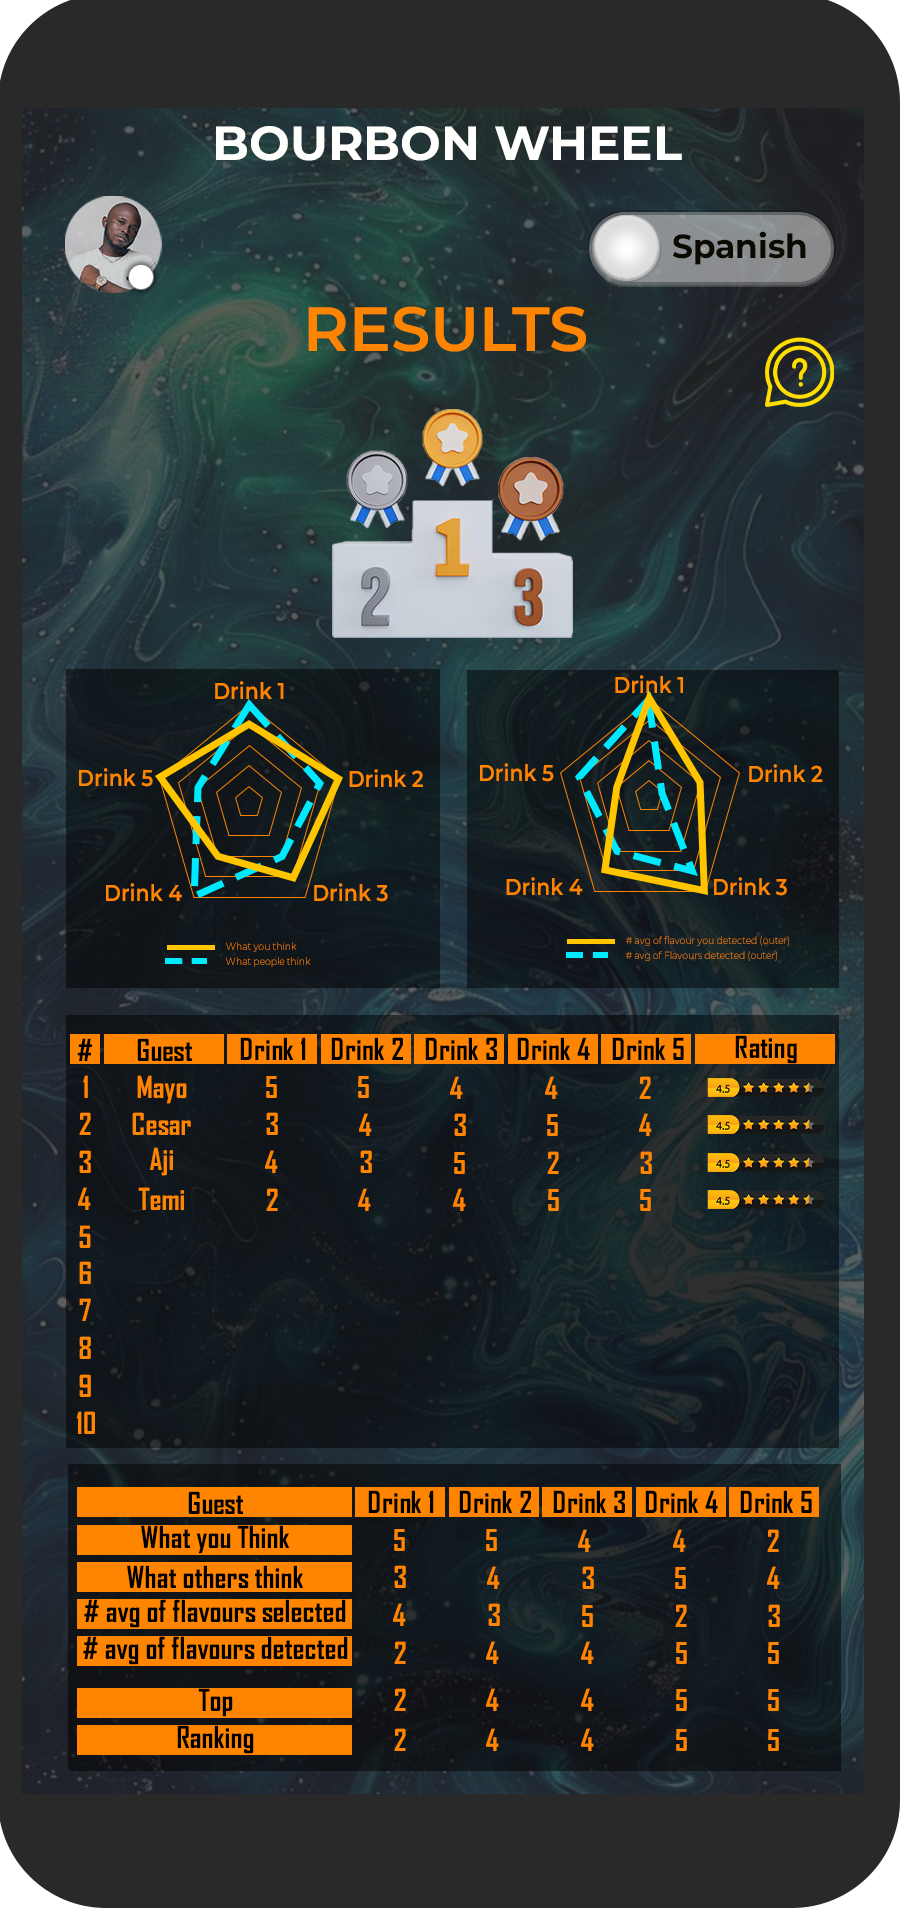 BOURBON WHEEL
Spanish
RESULTS
?
1
2
3
Drink 1
Drink 5
Drink 2
Drink 4
Drink 3
What you think
What people think
Drink 1
Drink 5
Drink 2
Drink 4
Drink 3
# avg of flavour you detected (outer)
# avg of Flavours detected (outer)
# Guest Drink 1 Drink 2 Drink 3 Drink 4 Drink 5 Rating
1 Mayo 5 5 4 4 2 4.5
2 Cesar 3 4 3 5 4 4.5
3 Aji 4 3 5 2 3 4.5
4 Temi 2 4 4 5 5 4.5
5
6
7
8
9
10
Guest Drink 1 Drink 2 Drink 3 Drink 4 Drink 5
What you Think 5 5 4 4 2
What others think 3 4 3 5 4
# avg of flavours selected 4 3 5 2 3
# avg of flavours detected 2 4 4 5 5
Top 2 4 4 5 5
Ranking 2 4 4 5 5